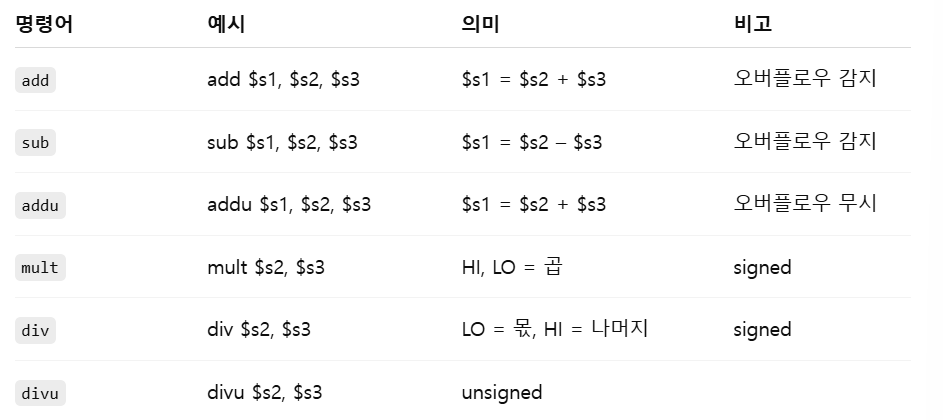 명령어 예시 의미 비고
add add $s1, $s2, $s3 $s1 = $s2 + $s3 오버플로우 감지
sub sub $s1, $s2, $s3 $s1 = $s2 – $s3 오버플로우 감지
addu addu $s1, $s2, $s3 $s1 = $s2 + $s3 오버플로우 무시
mult mult $s2, $s3 HI, LO = 곱 signed
div div $s2, $s3 LO = 몫, HI = 나머지 signed
divu divu $s2, $s3 unsigned